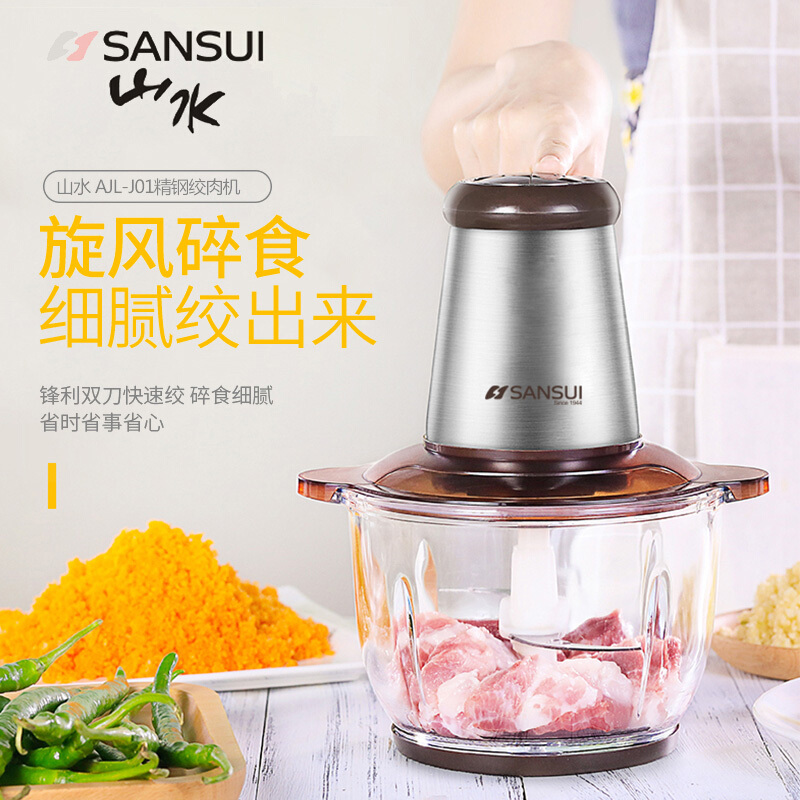 SANSUI
山水
山水 AJL-J01精钢绞肉机
旋风碎食
细腻绞出来
锋利双刀快速绞 碎食细腻
省时省事省心
SANSUI
Since 1944